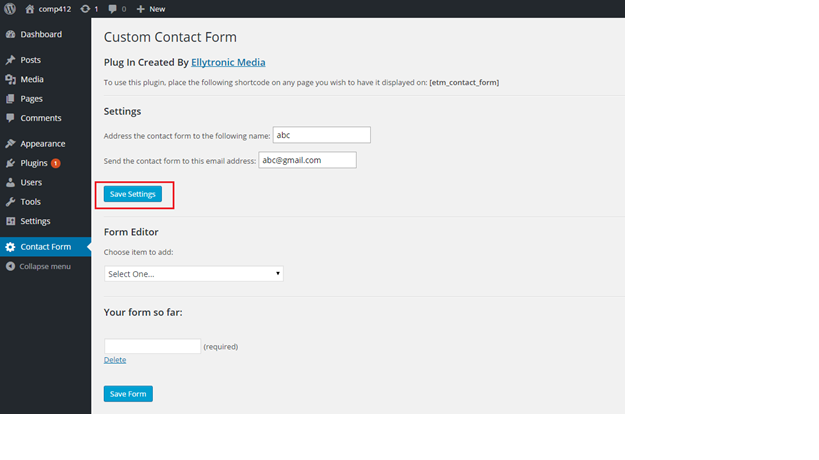 comp412 1 0 New
Dashboard
Posts
Media
Pages
Comments
Appearance
Plugins 1
Users
Tools
Settings
Contact Form
Collapse menu
Custom Contact Form
Plug In Created By Ellytronic Media
To use this plugin, place the following shortcode on any page you wish to have it displayed on: [etm_contact_form]
Settings
Address the contact form to the following name: abc
Send the contact form to this email address: abc@gmail.com
Save Settings
Form Editor
Choose item to add:
Select One...
Your form so far:
(required)
Delete
Save Form